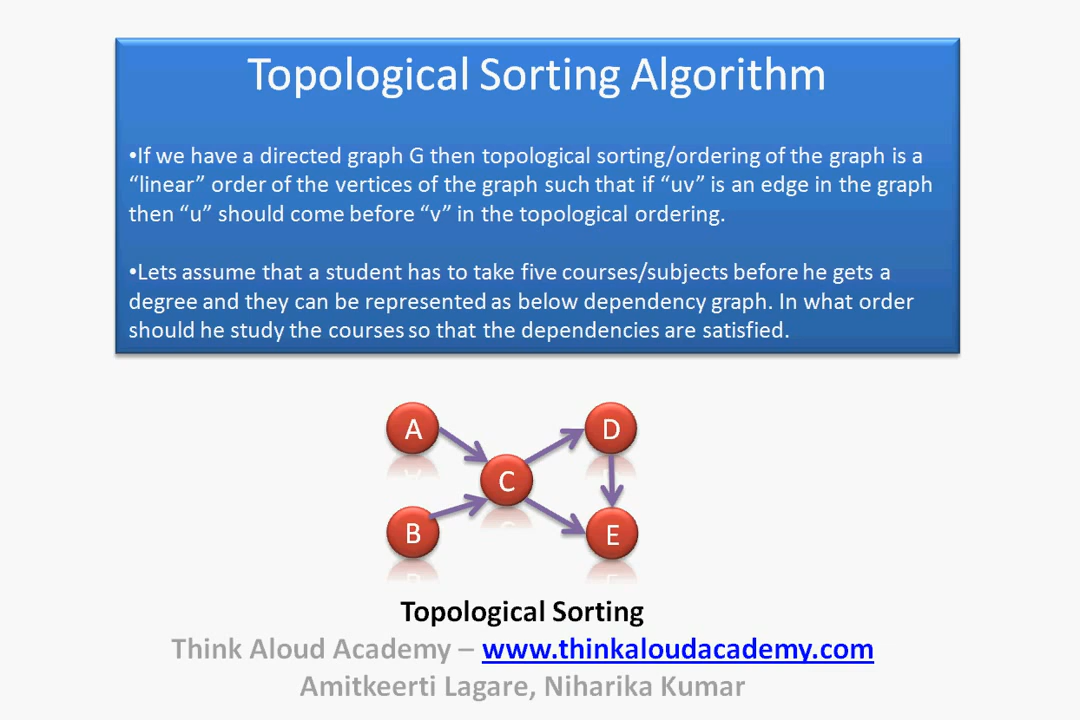 Topological Sorting Algorithm
•If we have a directed graph G then topological sorting/ordering of the graph is a
“linear” order of the vertices of the graph such that if “uv” is an edge in the graph
then “u” should come before “v” in the topological ordering.
•Lets assume that a student has to take five courses/subjects before he gets a
degree and they can be represented as below dependency graph. In what order
should he study the courses so that the dependencies are satisfied.
A
D
C
B
E
Topological Sorting
Think Aloud Academy – www.thinkaloudacademy.com
Amitkeerti Lagare, Niharika Kumar